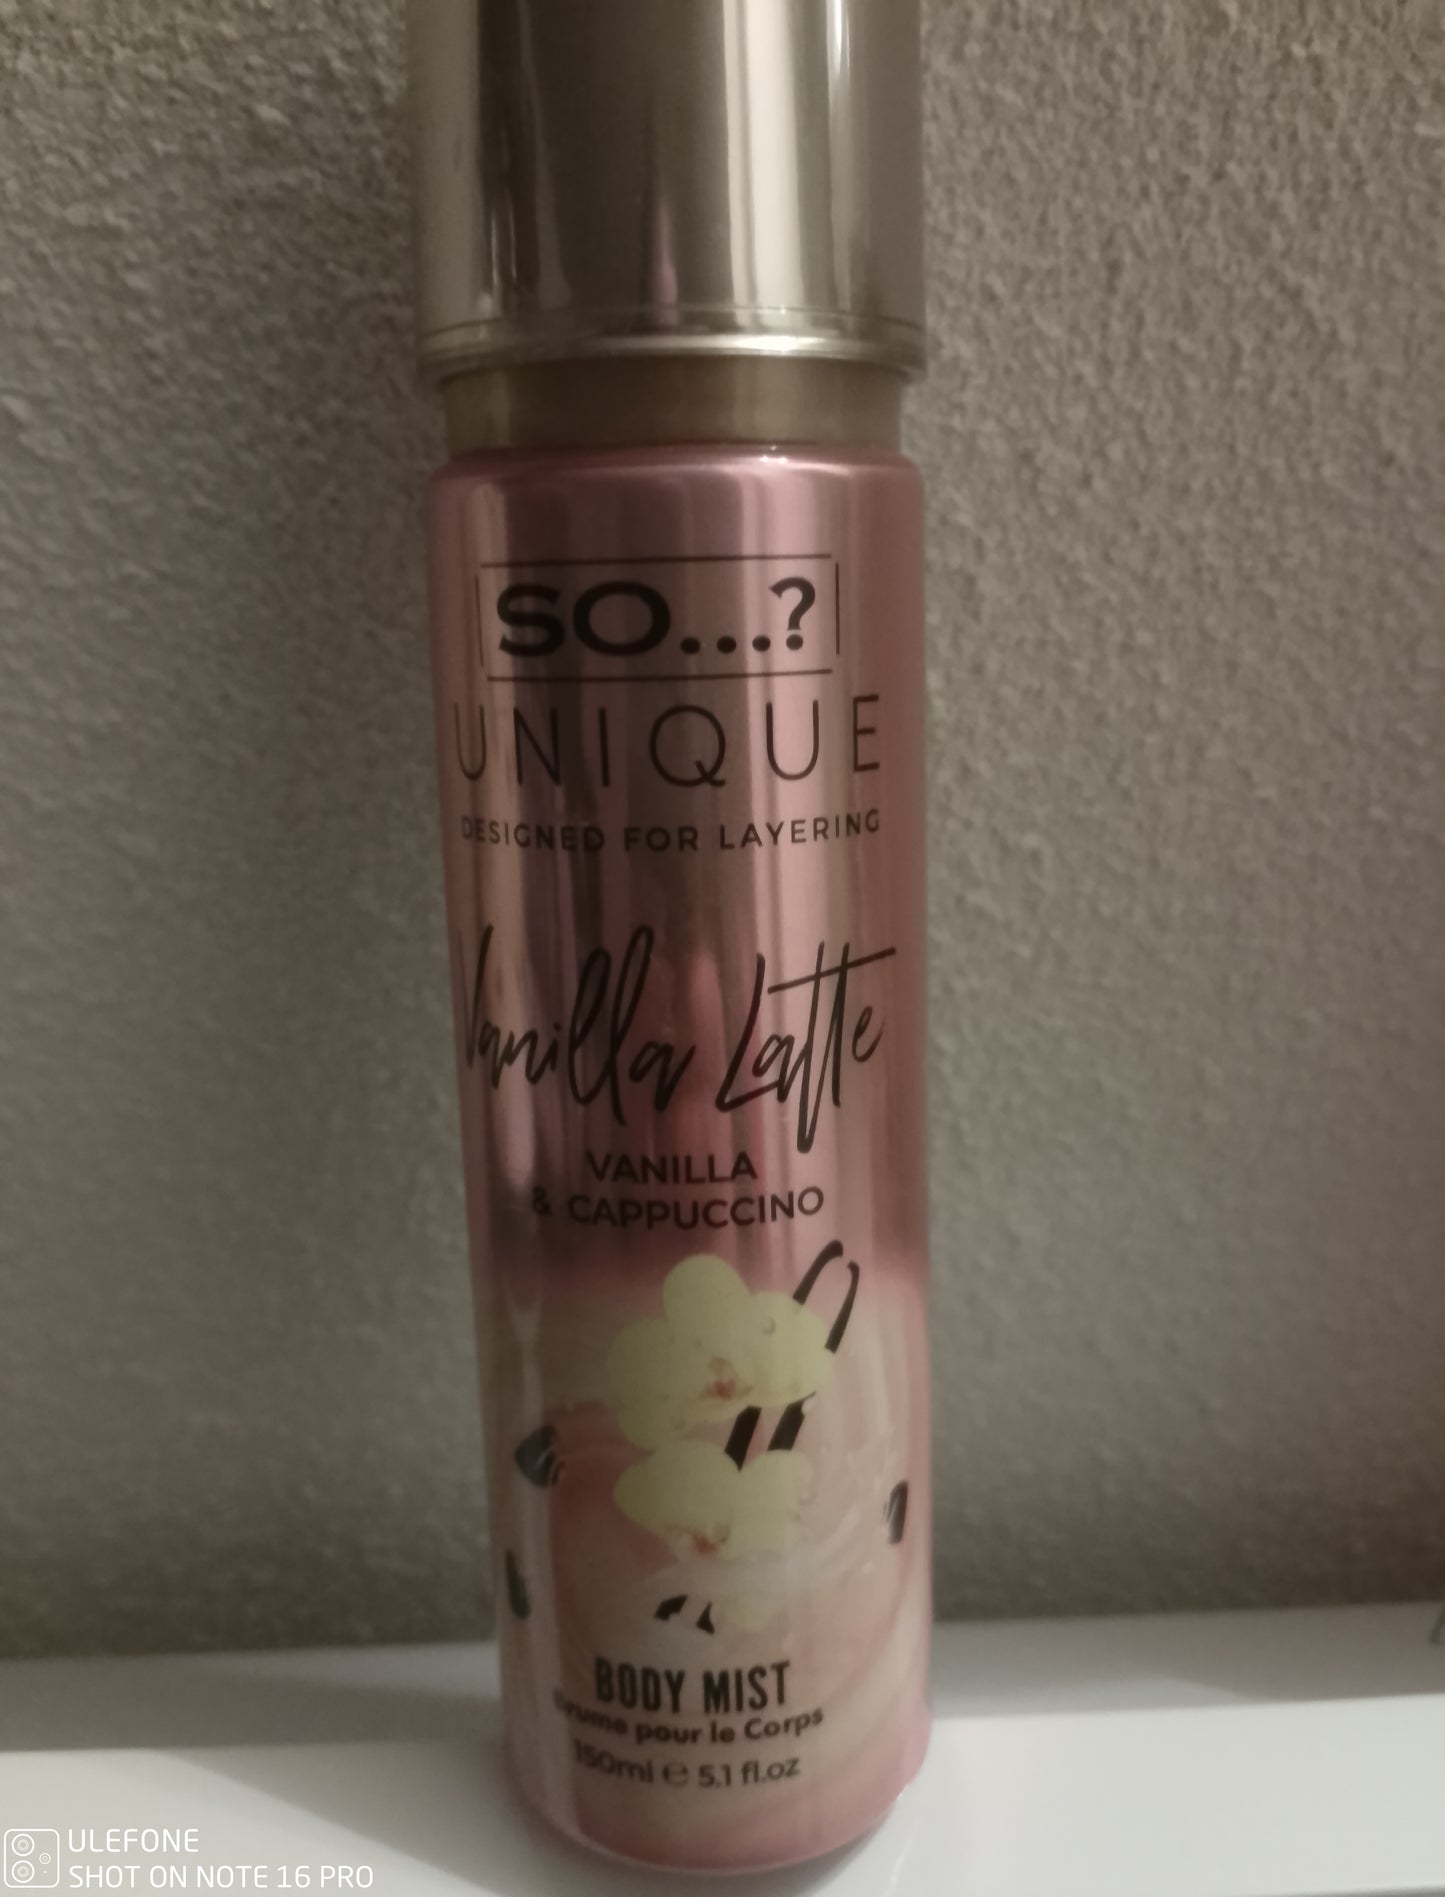 SO...?
UNIQUE
DESIGNED FOR LAYERING
Vanilla Latte
VANILLA
& CAPPUCCINO
BODY MIST
Brume pour le Corps
150ml e 5.1 fl.oz
ULEFONE
SHOT ON NOTE 16 PRO